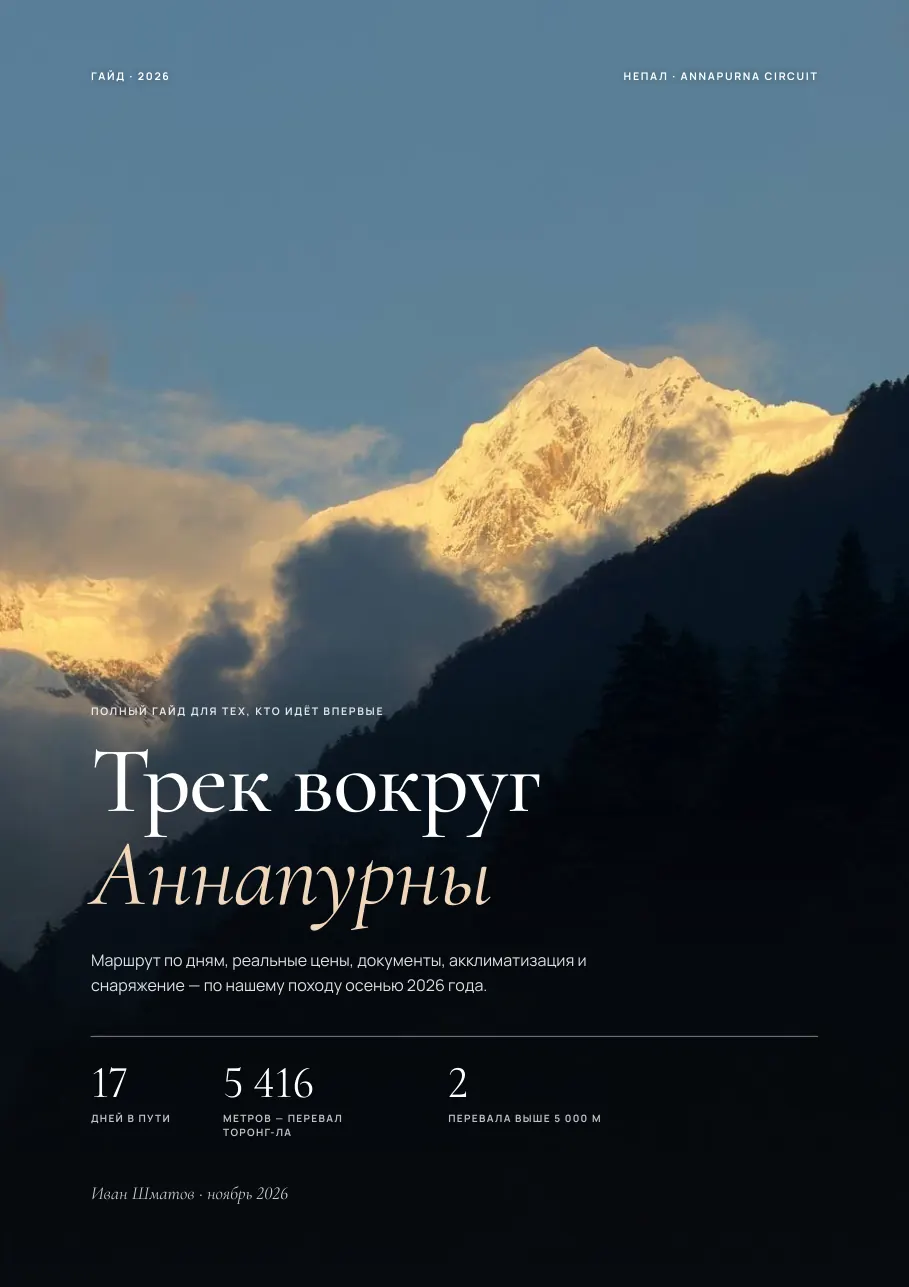 ГАЙД · 2026
НЕПАЛ · ANNAPURNA CIRCUIT
ПОЛНЫЙ ГАЙД ДЛЯ ТЕХ, КТО ИДЁТ ВПЕРВЫЕ
Трек вокруг
Аннапурны
Маршрут по дням, реальные цены, документы, акклиматизация и
снаряжение — по нашему походу осенью 2026 года.
17
ДНЕЙ В ПУТИ
5 416
МЕТРОВ — ПЕРЕВАЛ
ТОРОНГ-ЛА
2
ПЕРЕВАЛА ВЫШЕ 5 000 М
Иван Шматов · ноябрь 2026